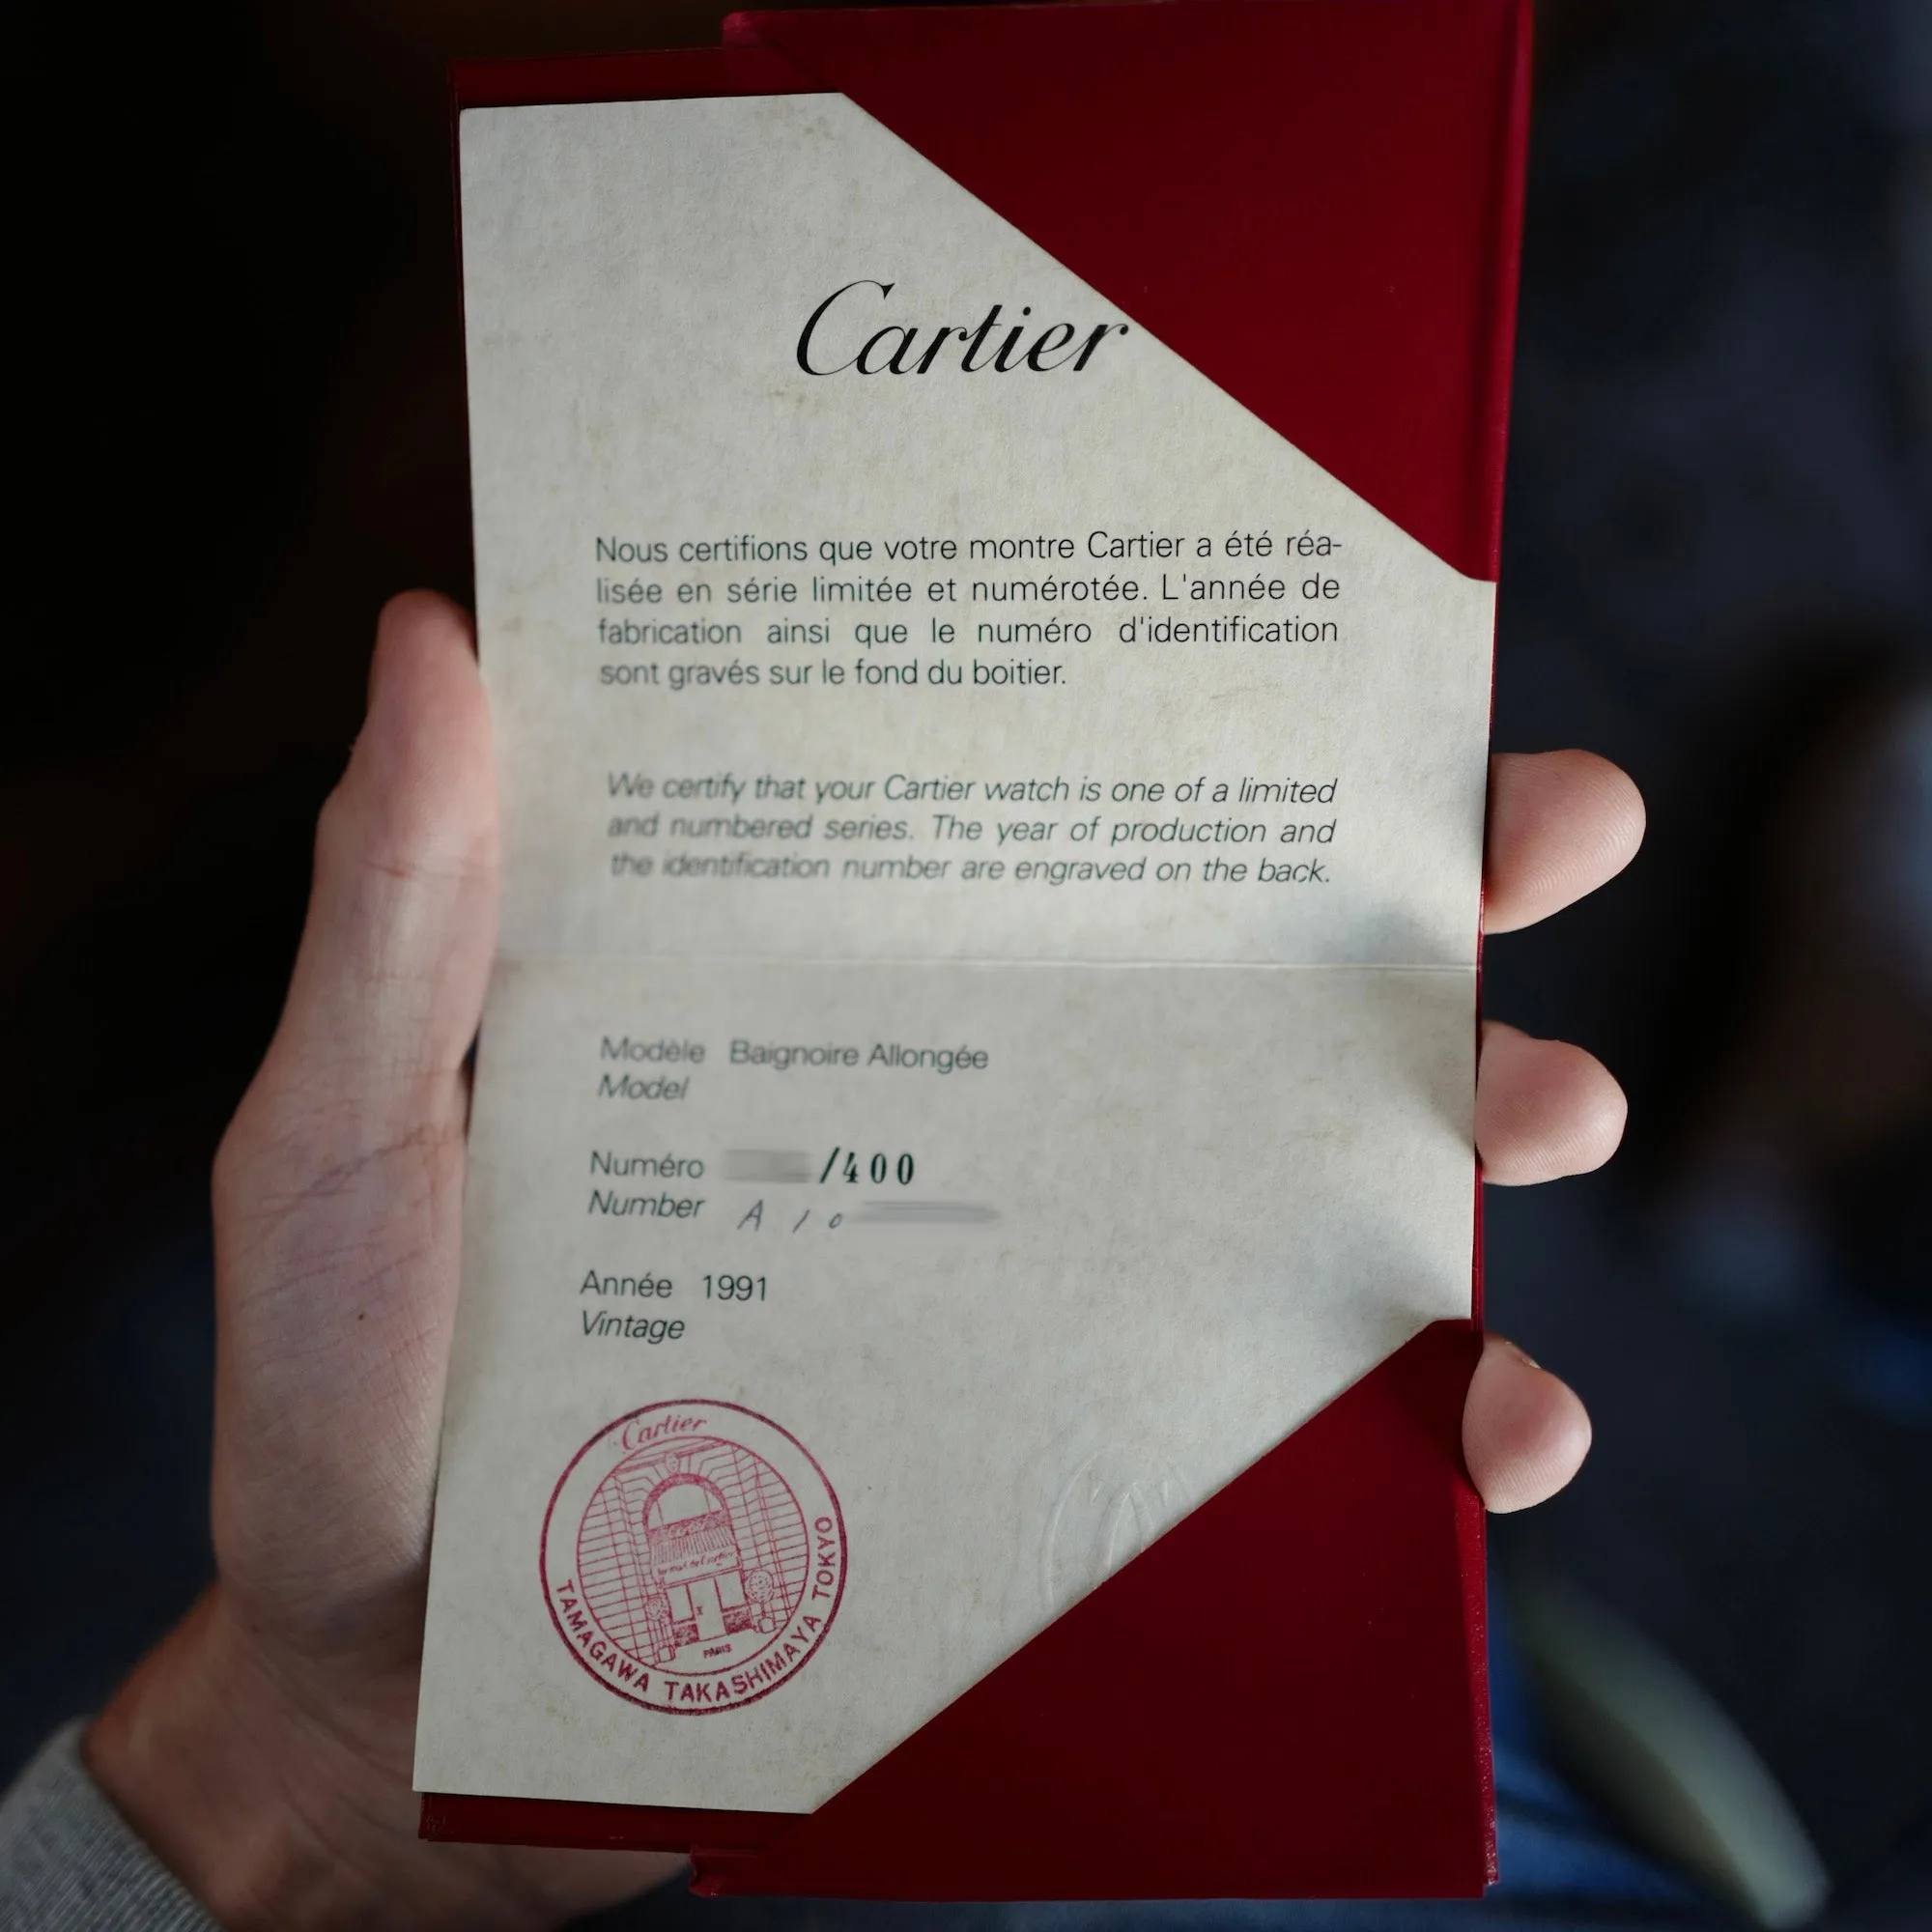 Cartier
Nous certifions que votre montre Cartier a été réa-
lisée en série limitée et numérotée. L'année de
fabrication ainsi que le numéro d'identification
sont gravés sur le fond du boitier.
We certify that your Cartier watch is one of a limited
and numbered series. The year of production and
the identification number are engraved on the back.
Modèle Baignoire Allongée
Model
Numéro /400
Number A 10
Année 1991
Vintage
Cartier
PARIS
TAMAGAWA TAKASHIMAYA TOKYO